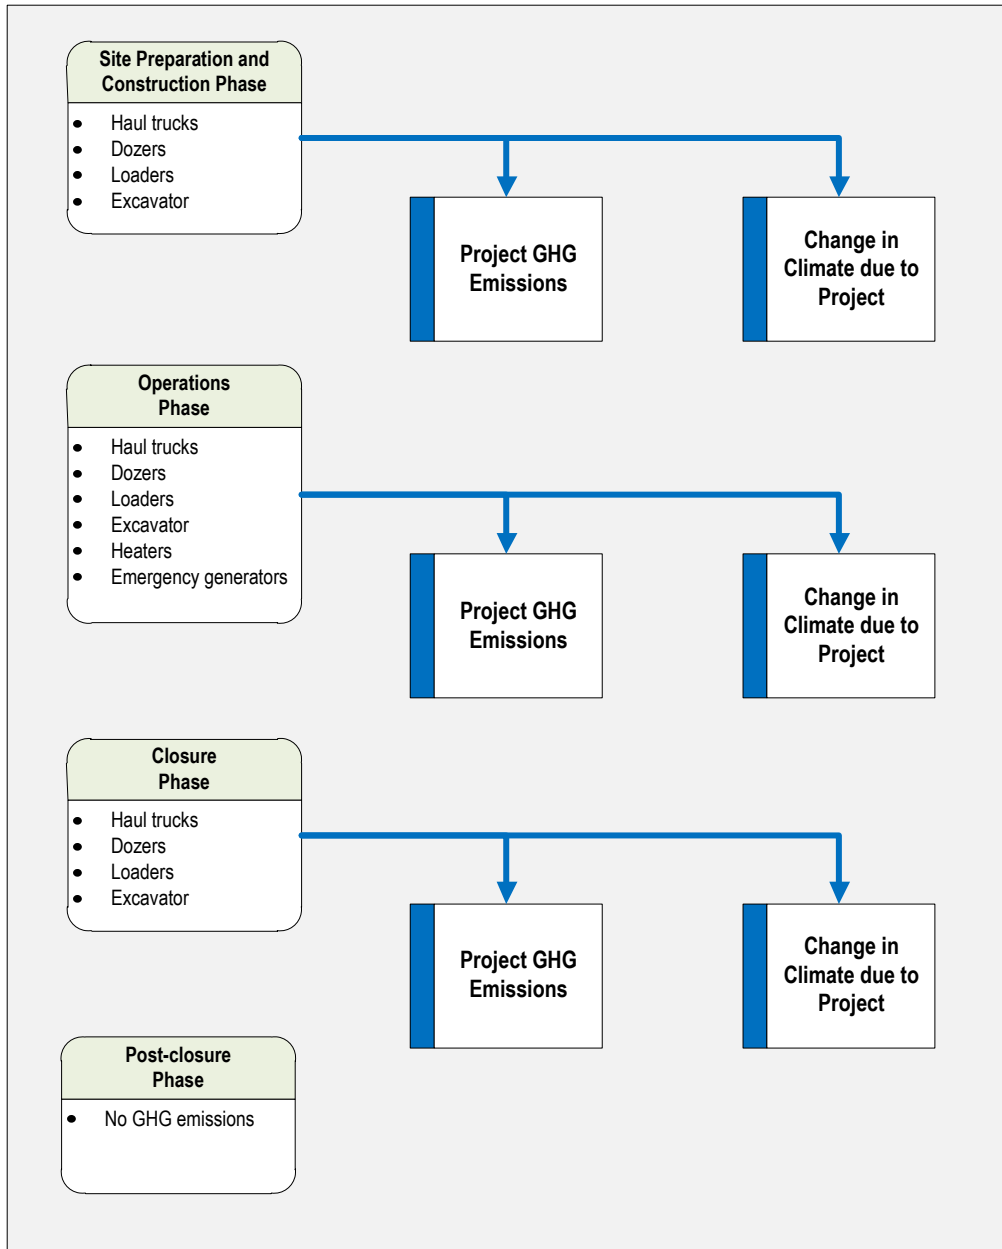 Site Preparation and
Construction Phase
• Haul trucks
• Dozers
• Loaders
• Excavator
Project GHG
Emissions
Change in
Climate due to
Project
Operations
Phase
• Haul trucks
• Dozers
• Loaders
• Excavator
• Heaters
• Emergency generators
Project GHG
Emissions
Change in
Climate due to
Project
Closure
Phase
• Haul trucks
• Dozers
• Loaders
• Excavator
Project GHG
Emissions
Change in
Climate due to
Project
Post-closure
Phase
• No GHG emissions